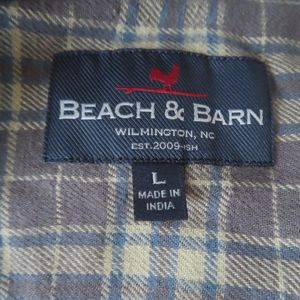 BEACH & BARN
WILMINGTON, NC
EST. 2009-ISH
L
MADE IN
INDIA